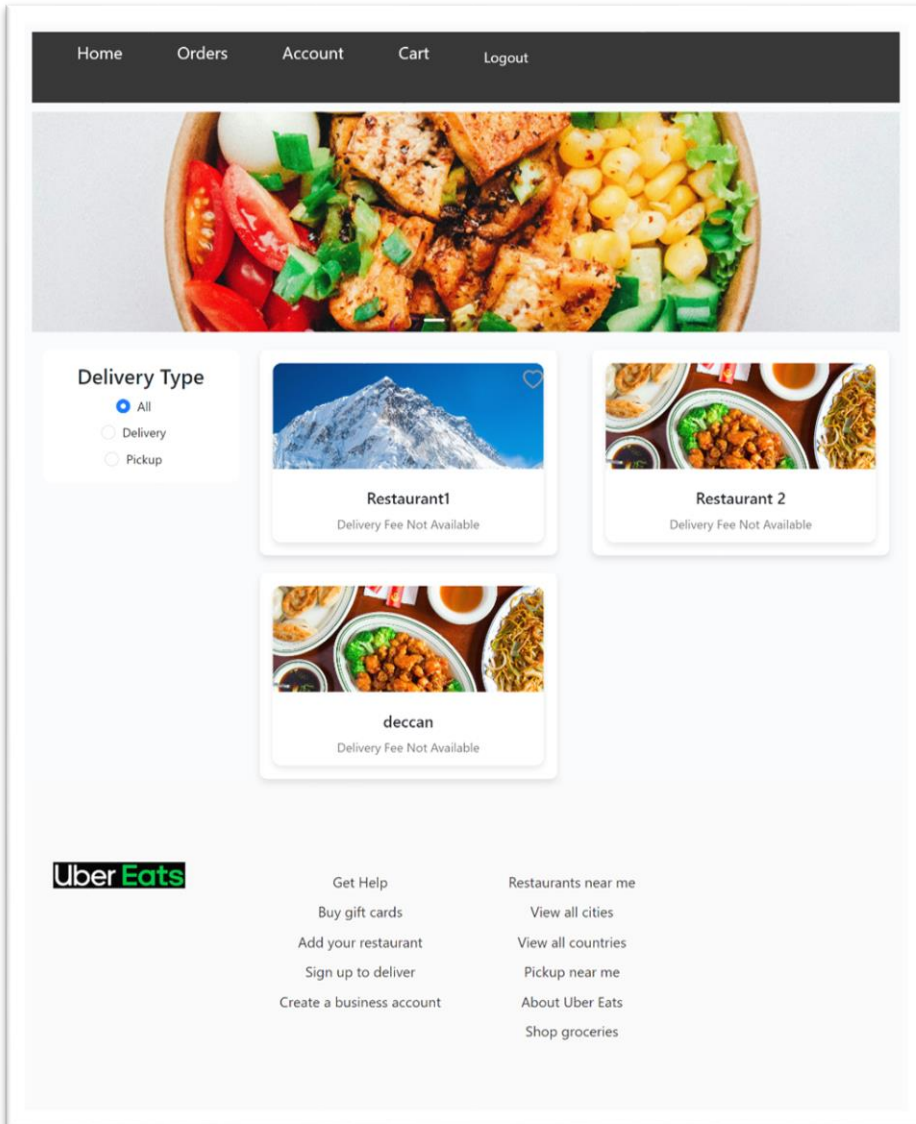 Home Orders Account Cart Logout
Delivery Type
All
Delivery
Pickup
Restaurant1
Delivery Fee Not Available
Restaurant 2
Delivery Fee Not Available
deccan
Delivery Fee Not Available
Uber Eats
Get Help
Buy gift cards
Add your restaurant
Sign up to deliver
Create a business account
Restaurants near me
View all cities
View all countries
Pickup near me
About Uber Eats
Shop groceries